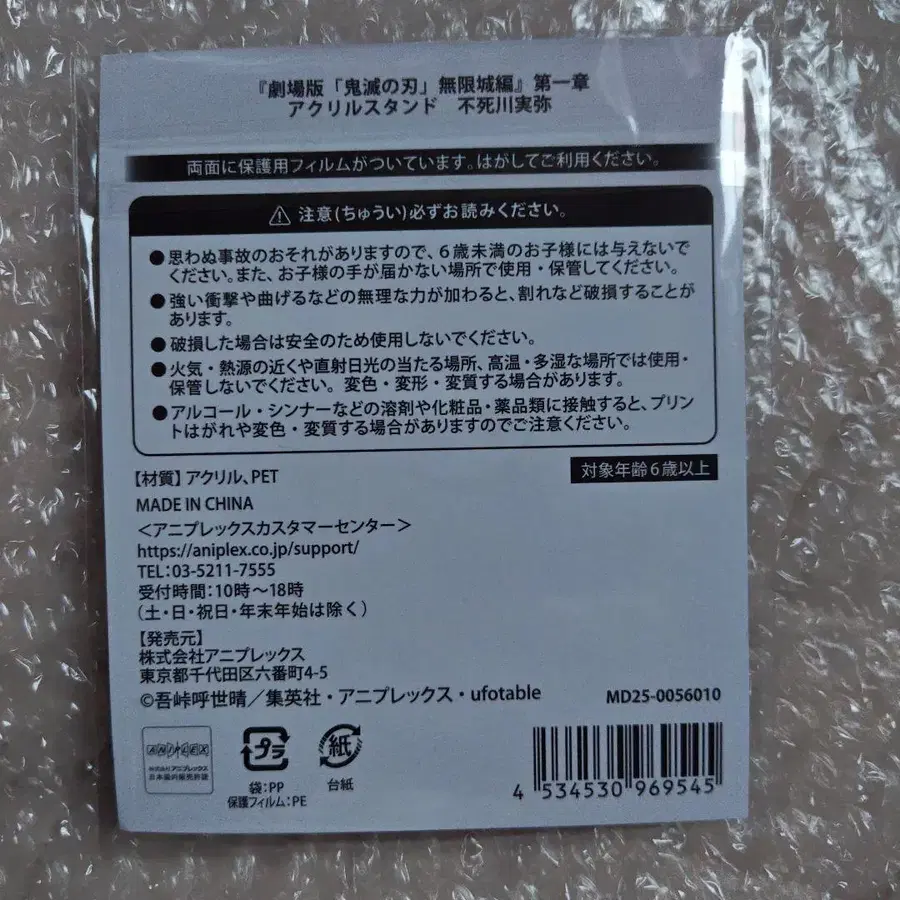 『劇場版「鬼滅の刃」無限城編』第一章
アクリルスタンド 不死川実弥
両面に保護用フィルムがついています。はがしてご利用ください。
注意(ちゅうい)必ずお読みください。
●思わぬ事故のおそれがありますので、6歳未満のお子様には与えないで
ください。また、お子様の手が届かない場所で使用・保管してください。
●強い衝撃や曲げるなどの無理な力が加わると、割れなど破損することが
あります。
●破損した場合は安全のため使用しないでください。
●火気・熱源の近くや直射日光の当たる場所、高温・多湿な場所では使用・
保管しないでください。変色・変形・変質する場合があります。
●アルコール・シンナーなどの溶剤や化粧品・薬品類に接触すると、プリン
トはがれや変色・変質する場合がありますのでご注意ください。
【材質】アクリル、PET
対象年齢6歳以上
MADE IN CHINA
＜アニプレックスカスタマーセンター＞
https://aniplex.co.jp/support/
TEL:03-5211-7555
受付時間:10時～18時
(土・日・祝日・年末年始は除く)
【発売元】
株式会社アニプレックス
東京都千代田区六番町4-5
©吾峠呼世晴／集英社・アニプレックス・ufotable
MD25-0056010
ANIPLEX
株式会社アニプレックス
日本国内販売許諾
プラ
袋:PP
保護フィルム:PE
紙
台紙
4 534530 969545